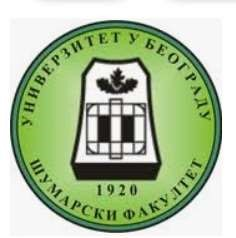 УНИВЕРЗИТЕТ У БЕОГРАДУ
1920
ШУМАРСКИ ФАКУЛТЕТ